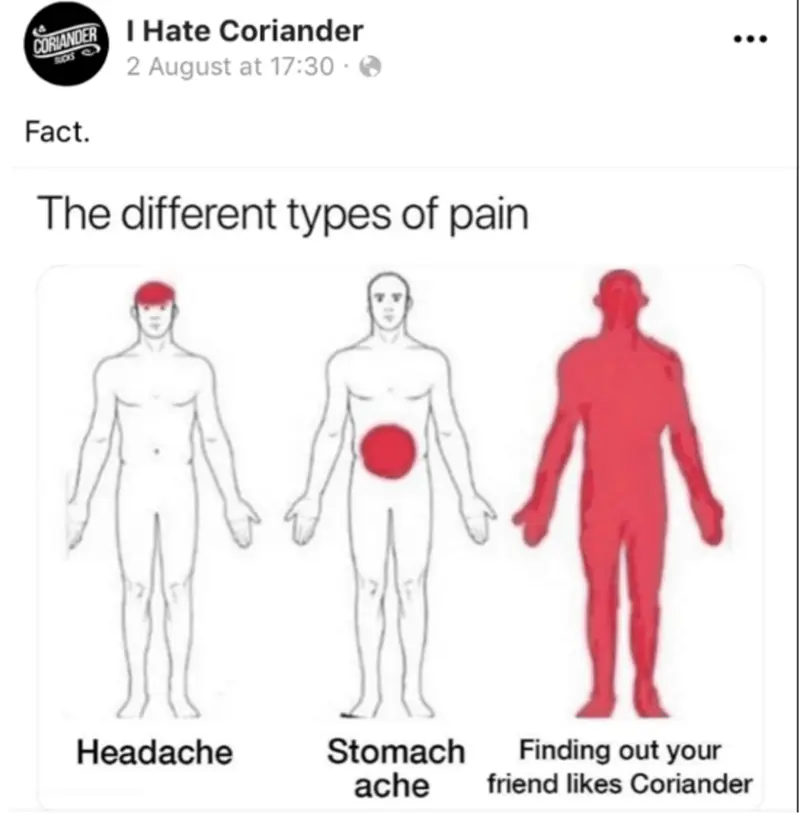 CORIANDER
SUCKS
I Hate Coriander
2 August at 17:30 ·
Fact.
The different types of pain
Headache
Stomach
ache
Finding out your
friend likes Coriander